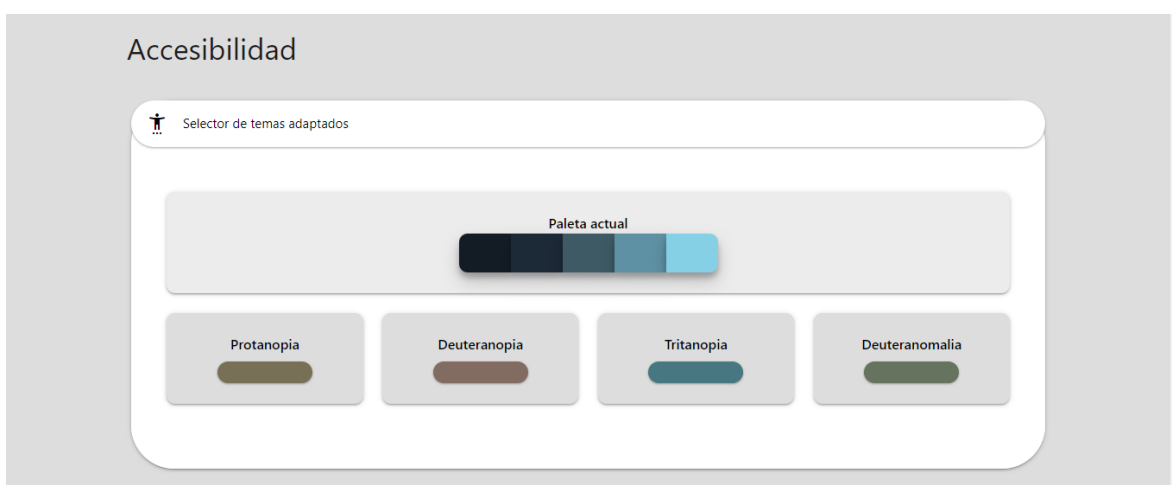 Accesibilidad
Selector de temas adaptados
Paleta actual
Protanopia
Deuteranopia
Tritanopia
Deuteranomalia